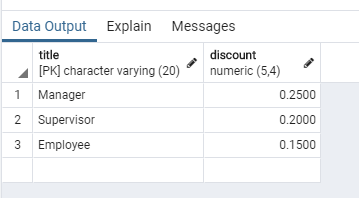 Data Output Explain Messages
title discount
[PK] character varying (20) numeric (5,4)
1 Manager 0.2500
2 Supervisor 0.2000
3 Employee 0.1500